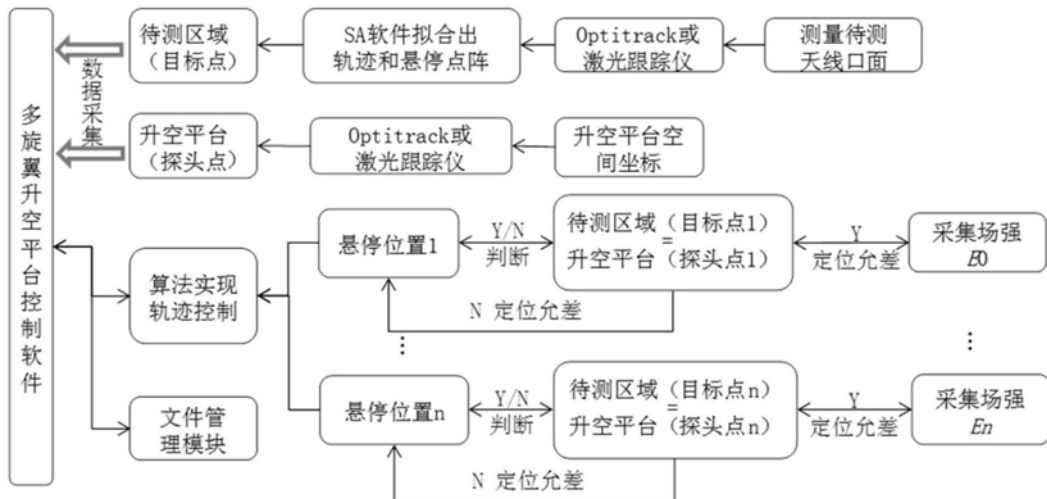 多旋翼升空平台控制软件
数据采集
待测区域
（目标点）
SA软件拟合出
轨迹和悬停点阵
Optitrack或
激光跟踪仪
测量待测
天线口面
升空平台
（探头点）
Optitrack或
激光跟踪仪
升空平台空
间坐标
算法实现
轨迹控制
文件管
理模块
悬停位置1
Y/N
判断
待测区域（目标点1）
=
升空平台（探头点1）
Y
定位允差
采集场强
E0
N 定位允差
⋮
⋮
⋮
悬停位置n
Y/N
判断
待测区域（目标点n）
=
升空平台（探头点n）
Y
定位允差
采集场强
En
N 定位允差